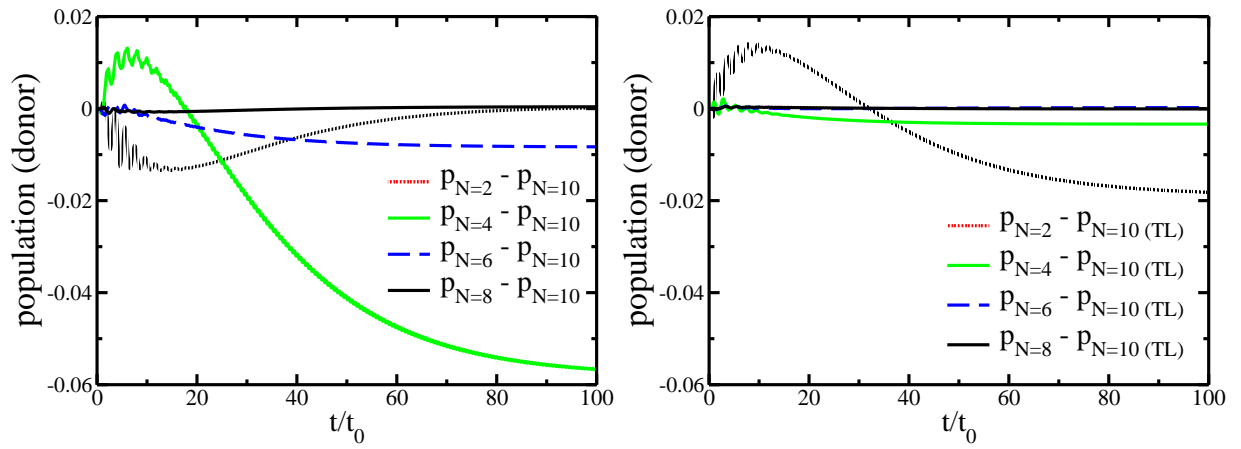 0.02
0
-0.02
-0.04
-0.06
population (donor)
p_{N=2} - p_{N=10}
p_{N=4} - p_{N=10}
p_{N=6} - p_{N=10}
p_{N=8} - p_{N=10}
0 20 40 60 80 100
t/t_0
0.02
0
-0.02
-0.04
-0.06
population (donor)
p_{N=2} - p_{N=10 (TL)}
p_{N=4} - p_{N=10 (TL)}
p_{N=6} - p_{N=10 (TL)}
p_{N=8} - p_{N=10 (TL)}
0 20 40 60 80 100
t/t_0